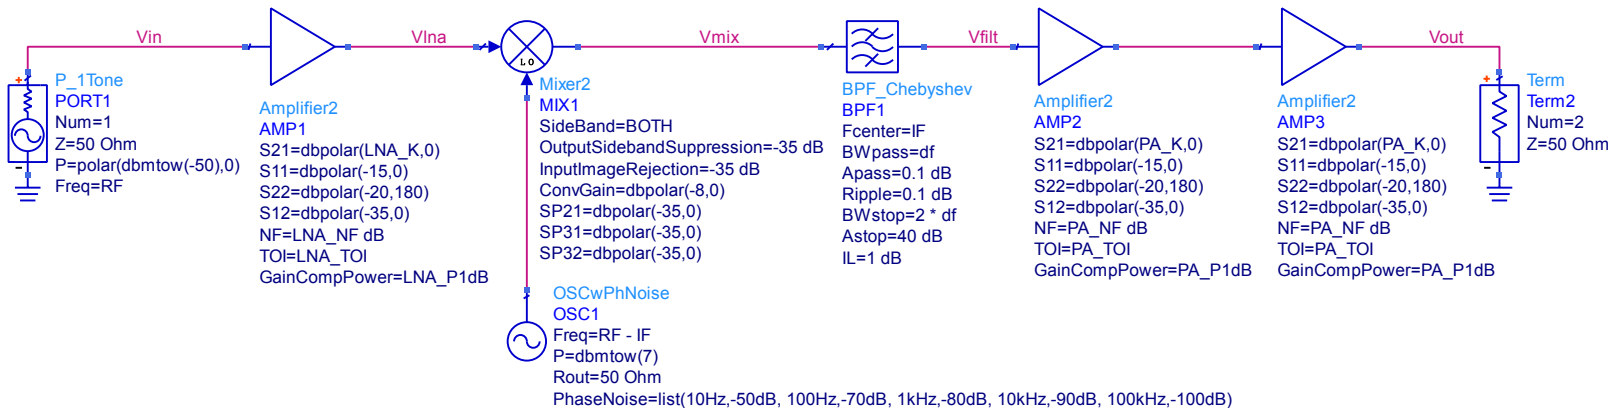 Vin
Vlna
Vmix
Vfilt
Vout
+
-
P_1Tone
PORT1
Num=1
Z=50 Ohm
P=polar(dbmtow(-50),0)
Freq=RF
Amplifier2
AMP1
S21=dbpolar(LNA_K,0)
S11=dbpolar(-15,0)
S22=dbpolar(-20,180)
S12=dbpolar(-35,0)
NF=LNA_NF dB
TOI=LNA_TOI
GainCompPower=LNA_P1dB
LO
Mixer2
MIX1
SideBand=BOTH
OutputSidebandSuppression=-35 dB
InputImageRejection=-35 dB
ConvGain=dbpolar(-8,0)
SP21=dbpolar(-35,0)
SP31=dbpolar(-35,0)
SP32=dbpolar(-35,0)
OSCwPhNoise
OSC1
Freq=RF - IF
P=dbmtow(7)
Rout=50 Ohm
PhaseNoise=list(10Hz,-50dB, 100Hz,-70dB, 1kHz,-80dB, 10kHz,-90dB, 100kHz,-100dB)
BPF_Chebyshev
BPF1
Fcenter=IF
BWpass=df
Apass=0.1 dB
Ripple=0.1 dB
BWstop=2 * df
Astop=40 dB
IL=1 dB
Amplifier2
AMP2
S21=dbpolar(PA_K,0)
S11=dbpolar(-15,0)
S22=dbpolar(-20,180)
S12=dbpolar(-35,0)
NF=PA_NF dB
TOI=PA_TOI
GainCompPower=PA_P1dB
Amplifier2
AMP3
S21=dbpolar(PA_K,0)
S11=dbpolar(-15,0)
S22=dbpolar(-20,180)
S12=dbpolar(-35,0)
NF=PA_NF dB
TOI=PA_TOI
GainCompPower=PA_P1dB
+
-
Term
Term2
Num=2
Z=50 Ohm